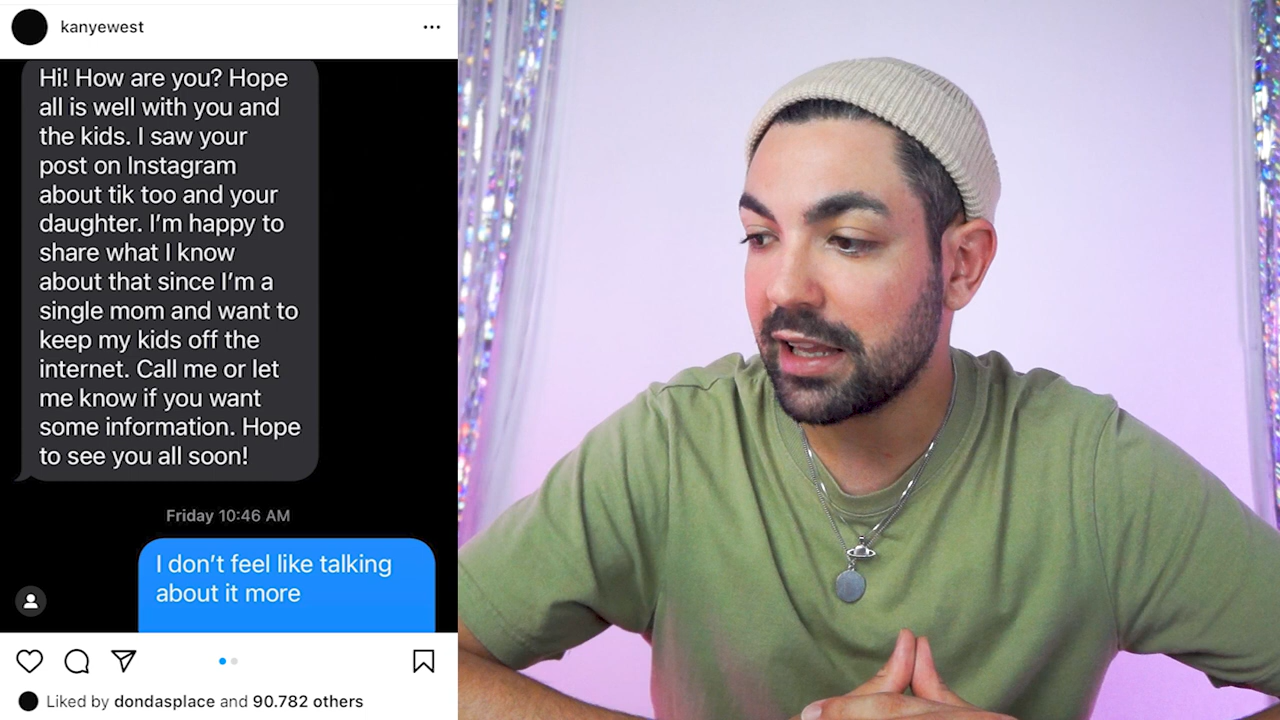 kanyewest
Hi! How are you? Hope
all is well with you and
the kids. I saw your
post on Instagram
about tik too and your
daughter. I’m happy to
share what I know
about that since I’m a
single mom and want to
keep my kids off the
internet. Call me or let
me know if you want
some information. Hope
to see you all soon!
Friday 10:46 AM
I don’t feel like talking
about it more
Liked by dondasplace and 90.782 others